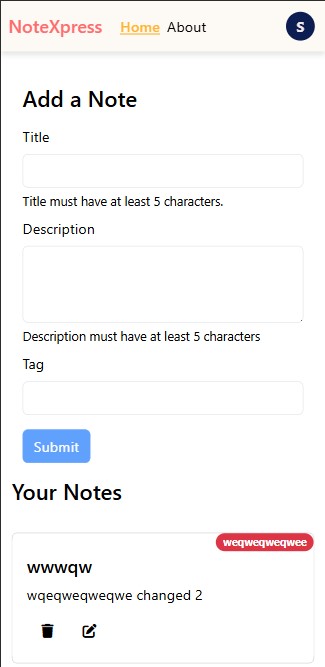 NoteXpress Home About S
Add a Note
Title
Title must have at least 5 characters.
Description
Description must have at least 5 characters
Tag
Submit
Your Notes
weqweqweqwee
wwwqw
wqeqweqweqwe changed 2